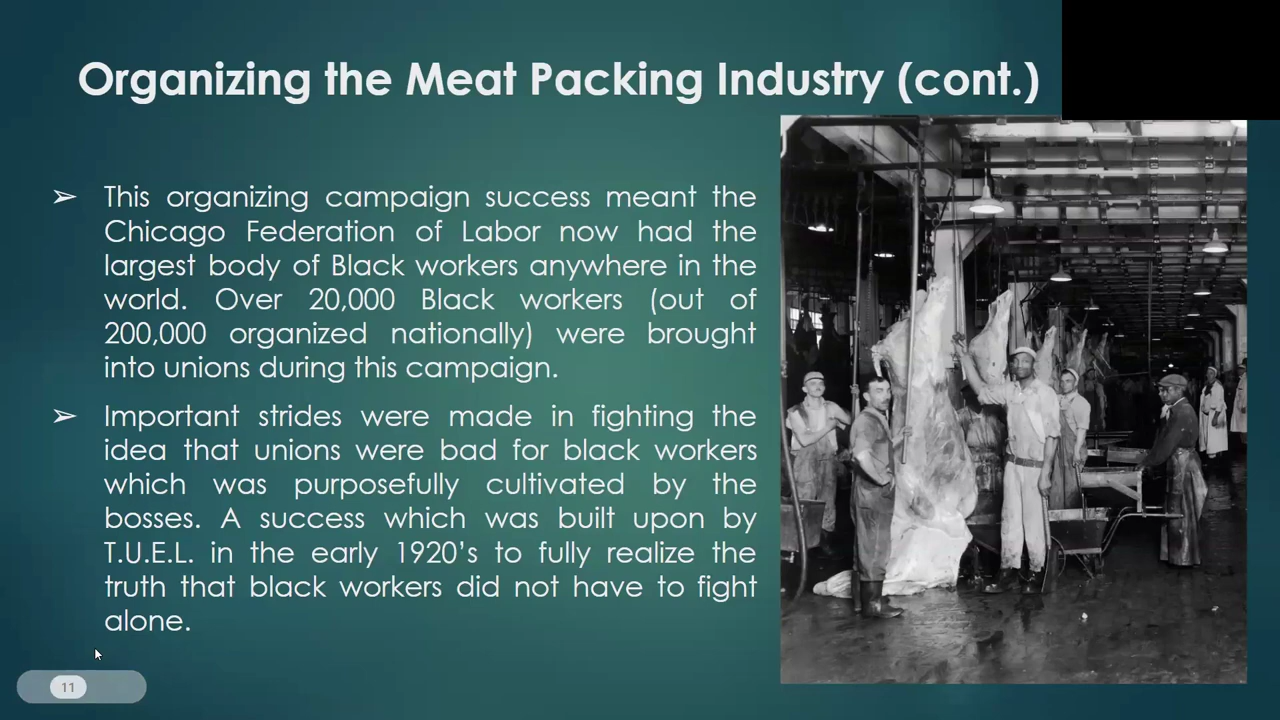 Organizing the Meat Packing Industry (cont.)
➢ This organizing campaign success meant the
Chicago Federation of Labor now had the
largest body of Black workers anywhere in the
world. Over 20,000 Black workers (out of
200,000 organized nationally) were brought
into unions during this campaign.
➢ Important strides were made in fighting the
idea that unions were bad for black workers
which was purposefully cultivated by the
bosses. A success which was built upon by
T.U.E.L. in the early 1920's to fully realize the
truth that black workers did not have to fight
alone.
11